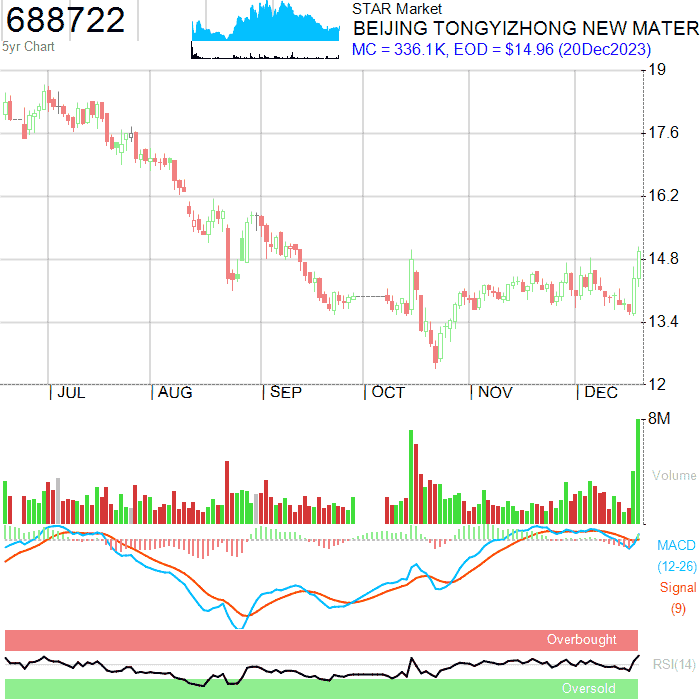 688722
5yr Chart
STAR Market
BEIJING TONGYIZHONG NEW MATER
MC = 336.1K, EOD = $14.96 (20Dec2023)
19
17.6
16.2
14.8
13.4
12
JUL AUG SEP OCT NOV DEC
8M
Volume
MACD
(12-26)
Signal
(9)
Overbought
RSI(14)
Oversold